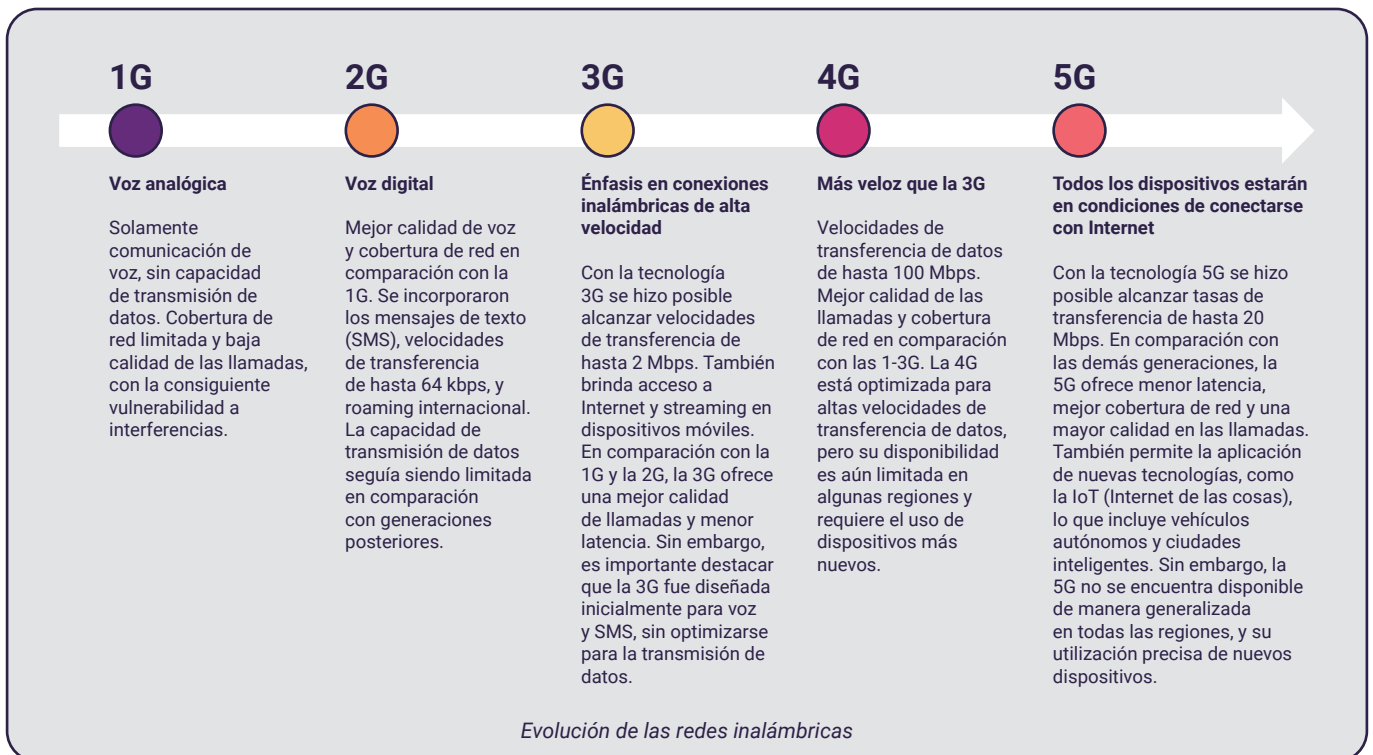 1G
2G
3G
4G
5G
Voz analógica
Solamente
comunicación de
voz, sin capacidad
de transmisión de
datos. Cobertura de
red limitada y baja
calidad de las llamadas,
con la consiguiente
vulnerabilidad a
interferencias.
Voz digital
Mejor calidad de voz
y cobertura de red en
comparación con la
1G. Se incorporaron
los mensajes de texto
(SMS), velocidades
de transferencia
de hasta 64 kbps, y
roaming internacional.
La capacidad de
transmisión de datos
seguía siendo limitada
en comparación
con generaciones
posteriores.
Énfasis en conexiones
inalámbricas de alta
velocidad
Con la tecnología
3G se hizo posible
alcanzar velocidades
de transferencia de
hasta 2 Mbps. También
brinda acceso a
Internet y streaming en
dispositivos móviles.
En comparación con la
1G y la 2G, la 3G ofrece
una mejor calidad
de llamadas y menor
latencia. Sin embargo,
es importante destacar
que la 3G fue diseñada
inicialmente para voz
y SMS, sin optimizarse
para la transmisión de
datos.
Más veloz que la 3G
Velocidades de
transferencia de datos
de hasta 100 Mbps.
Mejor calidad de las
llamadas y cobertura
de red en comparación
con las 1-3G. La 4G
está optimizada para
altas velocidades de
transferencia de datos,
pero su disponibilidad
es aún limitada en
algunas regiones y
requiere el uso de
dispositivos más
nuevos.
Todos los dispositivos estarán
en condiciones de conectarse
con Internet
Con la tecnología 5G se hizo
posible alcanzar tasas de
transferencia de hasta 20
Mbps. En comparación con
las demás generaciones, la
5G ofrece menor latencia,
mejor cobertura de red y una
mayor calidad en las llamadas.
También permite la aplicación
de nuevas tecnologías, como
la IoT (Internet de las cosas),
lo que incluye vehículos
autónomos y ciudades
inteligentes. Sin embargo, la
5G no se encuentra disponible
de manera generalizada
en todas las regiones, y su
utilización precisa de nuevos
dispositivos.
Evolución de las redes inalámbricas